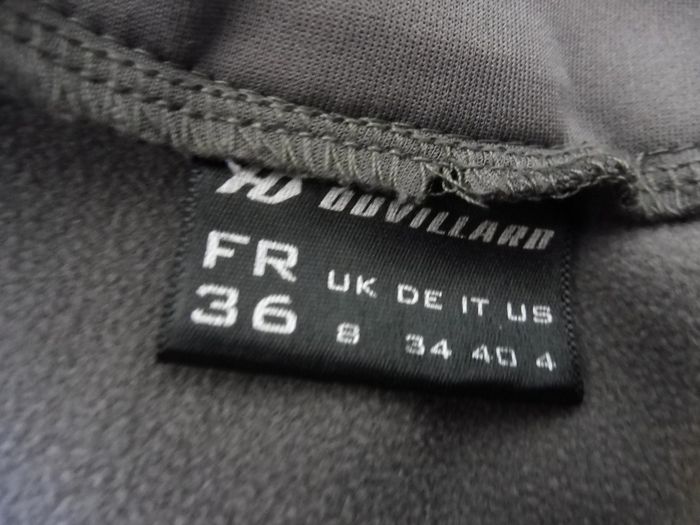 DUVILLARD
FR UK DE IT US
36 8 34 40 4